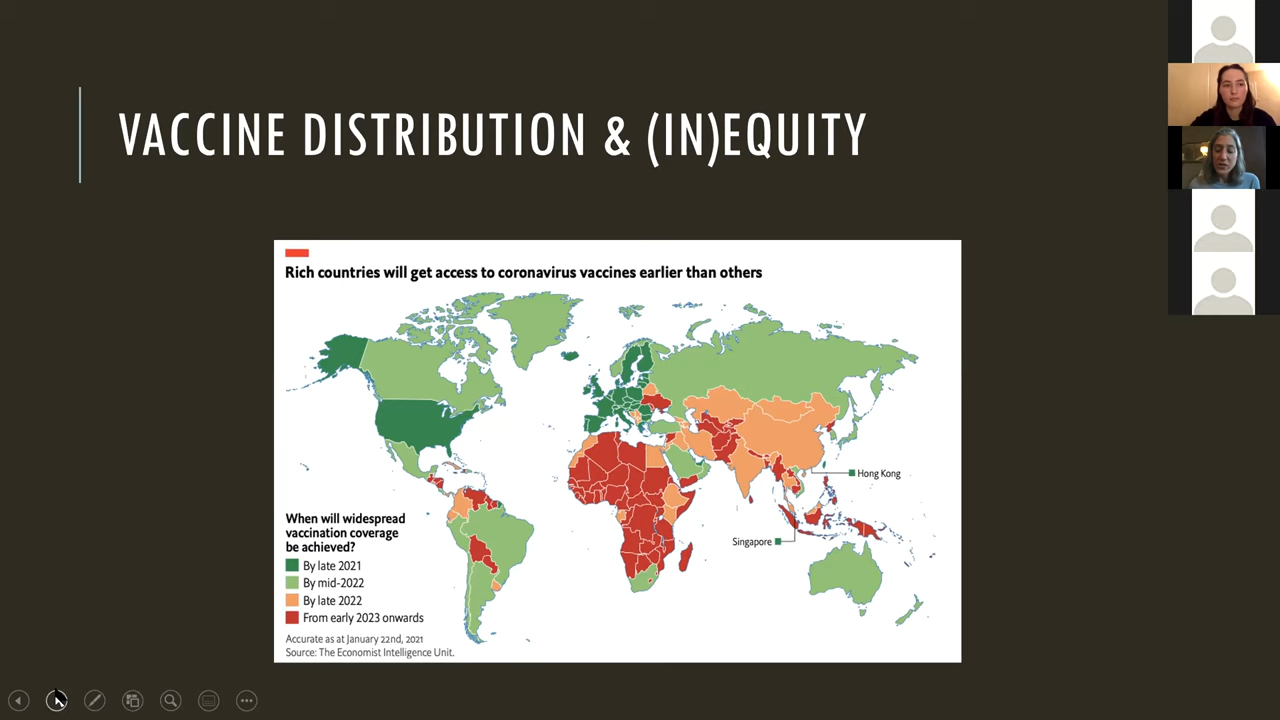 VACCINE DISTRIBUTION & (IN)EQUITY
Rich countries will get access to coronavirus vaccines earlier than others
Hong Kong
Singapore
When will widespread
vaccination coverage
be achieved?
By late 2021
By mid-2022
By late 2022
From early 2023 onwards
Accurate as at January 22nd, 2021
Source: The Economist Intelligence Unit.